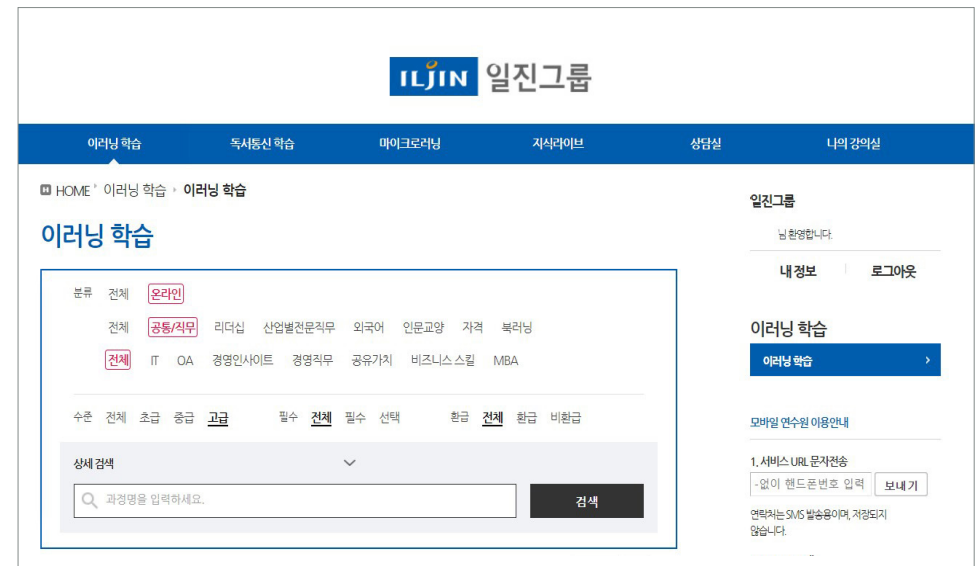 ILJIN 일진그룹
이러닝 학습 독서통신 학습 마이크로러닝 지식라이브 상담실 나의 강의실
HOME 이러닝 학습 이러닝 학습
이러닝 학습
분류 전체 온라인
전체 공통/직무 리더십 산업별전문직무 외국어 인문교양 자격 북러닝
전체 IT OA 경영인사이트 경영직무 공유가치 비즈니스 스킬 MBA
수준 전체 초급 중급 고급 필수 전체 필수 선택 환급 전체 환급 비환급
상세 검색
과정명을 입력하세요. 검색
일진그룹
님 환영합니다.
내 정보 로그아웃
이러닝 학습
이러닝 학습
모바일 연수원 이용안내
1. 서비스 URL 문자전송
-없이 핸드폰번호 입력 보내기
연락처는 SMS 발송용이며, 저장되지
않습니다.